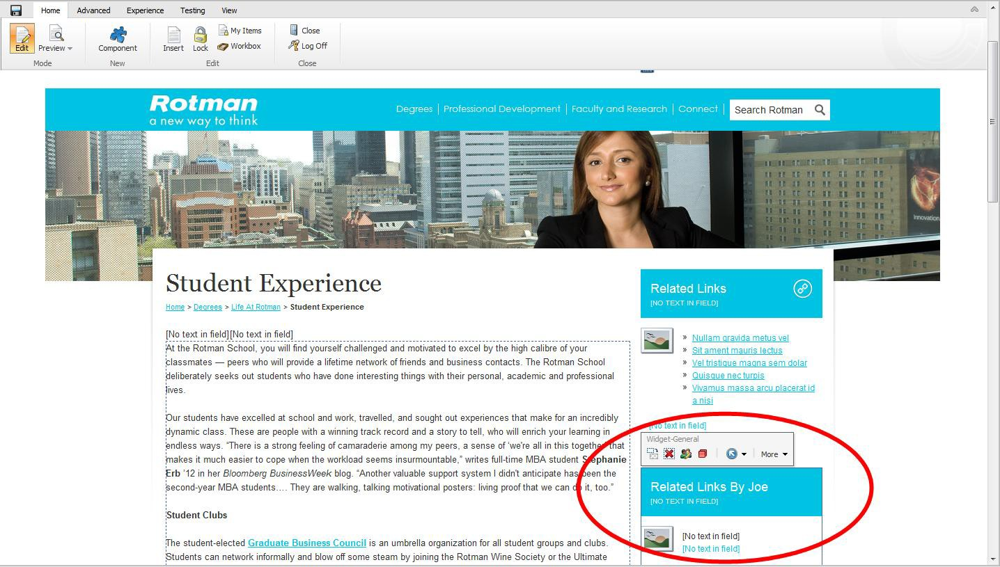 Home Advanced Experience Testing View
Edit Preview Component Insert Lock My Items Workbox Close Log Off
Mode New Edit Close
Rotman
a new way to think
Degrees Professional Development Faculty and Research Connect Search Rotman
Innovation
Student Experience
Home > Degrees > Life At Rotman > Student Experience
[No text in field][No text in field]
At the Rotman School, you will find yourself challenged and motivated to excel by the high calibre of your
classmates — peers who will provide a lifetime network of friends and business contacts. The Rotman School
deliberately seeks out students who have done interesting things with their personal, academic and professional
lives.
Our students have excelled at school and work, travelled, and sought out experiences that make for an incredibly
dynamic class. These are people with a winning track record and a story to tell, who will enrich your learning in
endless ways. “There is a strong feeling of camaraderie among my peers, a sense of ‘we're all in this together’ that
makes it much easier to cope when the workload seems insurmountable,” writes full-time MBA student Stephanie
Erb ’12 in her Bloomberg BusinessWeek blog. “Another valuable support system I didn't anticipate has been the
second-year MBA students…. They are walking, talking motivational posters: living proof that we can do it, too.”
Student Clubs
The student-elected Graduate Business Council is an umbrella organization for all student groups and clubs.
Students can network informally and blow off some steam by joining the Rotman Wine Society or the Ultimate
Related Links
[NO TEXT IN FIELD]
» Nullam gravida metus vel
» Sit ament mauris lectus
» Vel tristique magna sem dolar
» Quisque nec turpis
» Vivamus massa arcu placerat id
a nisi
[No text in field]
Widget-General
More
Related Links By Joe
[NO TEXT IN FIELD]
[No text in field]
[No text in field]